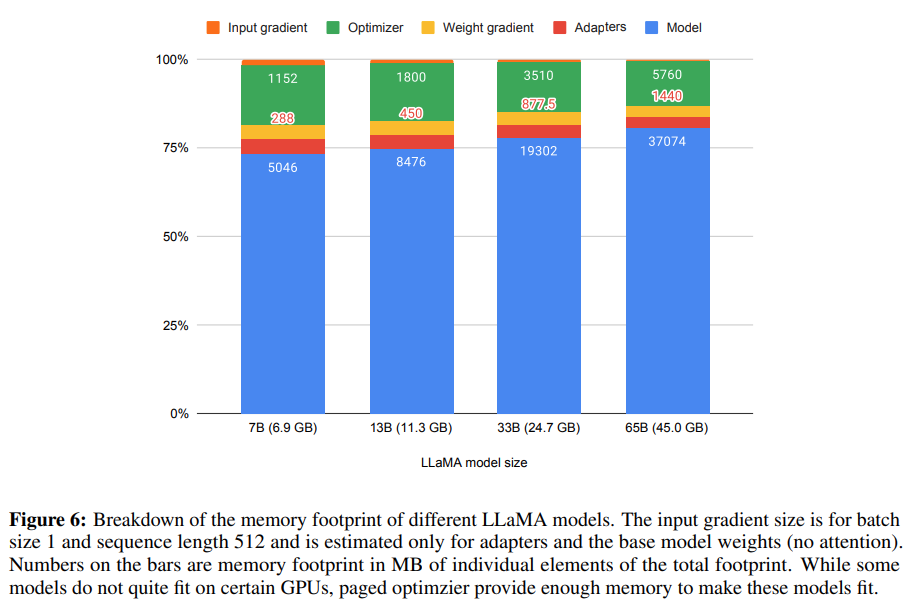 Input gradient Optimizer Weight gradient Adapters Model
100%
1152 1800 3510 5760
288 450 877.5 1440
75%
5046 8476 19302 37074
50%
25%
0%
7B (6.9 GB) 13B (11.3 GB) 33B (24.7 GB) 65B (45.0 GB)
LLaMA model size
Figure 6: Breakdown of the memory footprint of different LLaMA models. The input gradient size is for batch
size 1 and sequence length 512 and is estimated only for adapters and the base model weights (no attention).
Numbers on the bars are memory footprint in MB of individual elements of the total footprint. While some
models do not quite fit on certain GPUs, paged optimzier provide enough memory to make these models fit.